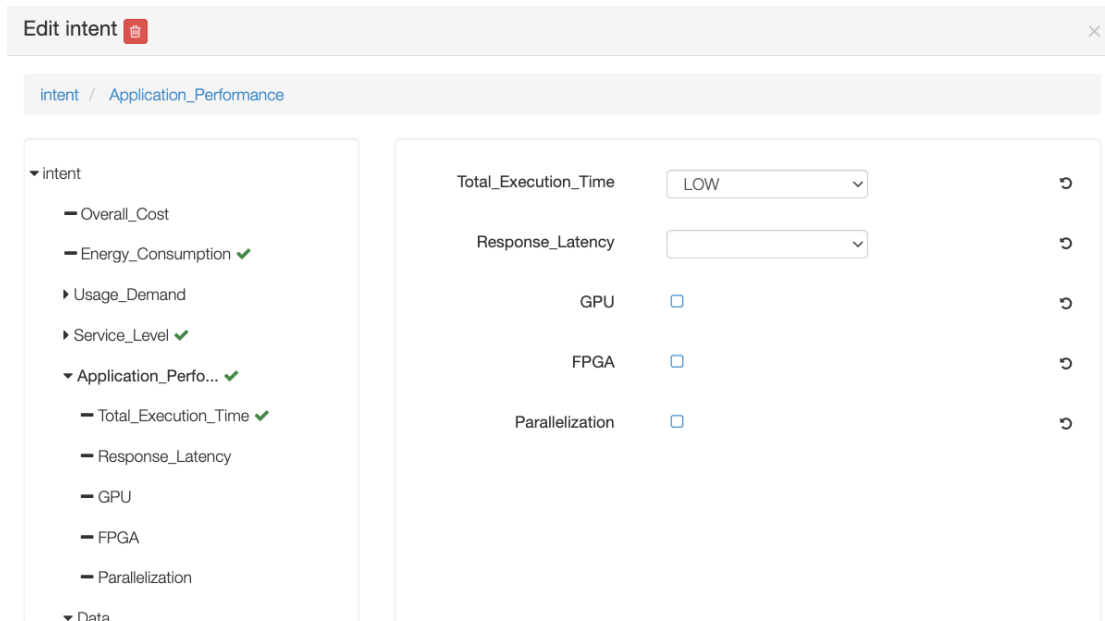 Edit intent
intent / Application_Performance
intent
Overall_Cost
Energy_Consumption
Usage_Demand
Service_Level
Application_Perfo...
Total_Execution_Time
Response_Latency
GPU
FPGA
Parallelization
Data
Total_Execution_Time LOW
Response_Latency
GPU
FPGA
Parallelization